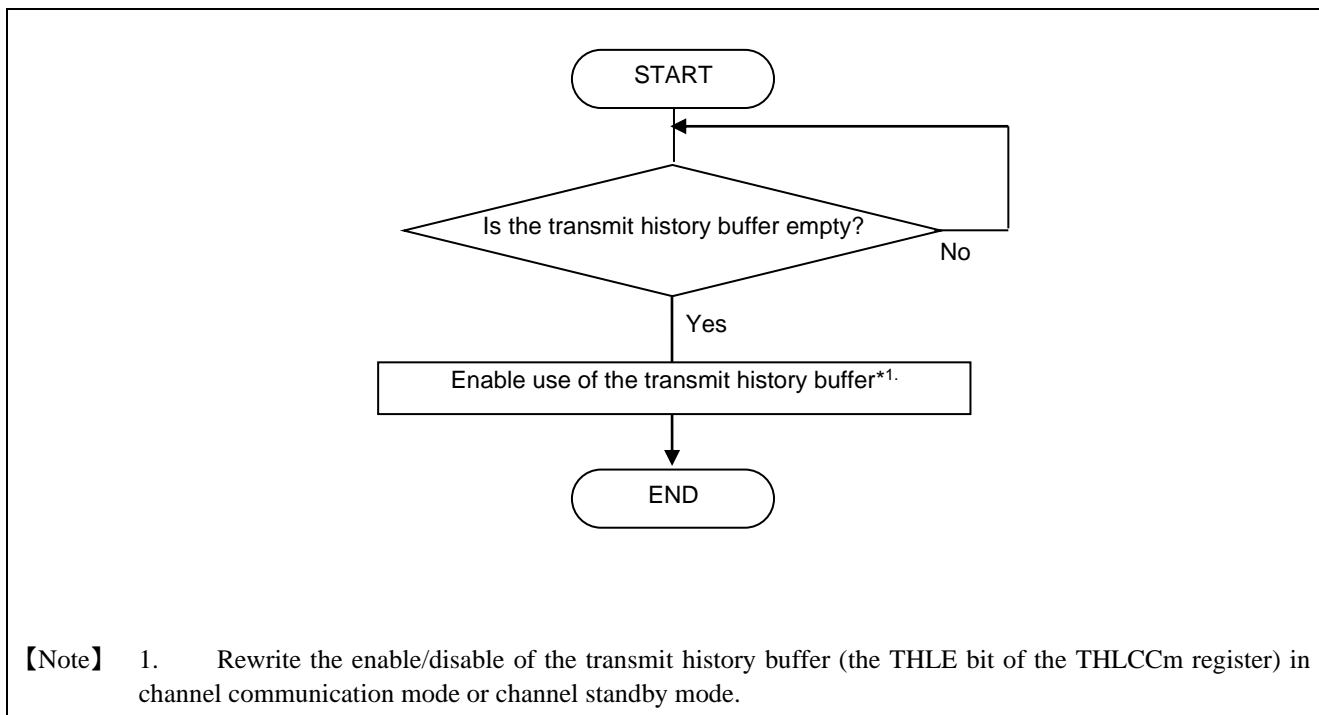 START
Is the transmit history buffer empty?
No
Yes
Enable use of the transmit history buffer*1.
END
【Note】 1. Rewrite the enable/disable of the transmit history buffer (the THLE bit of the THLCCm register) in
channel communication mode or channel standby mode.